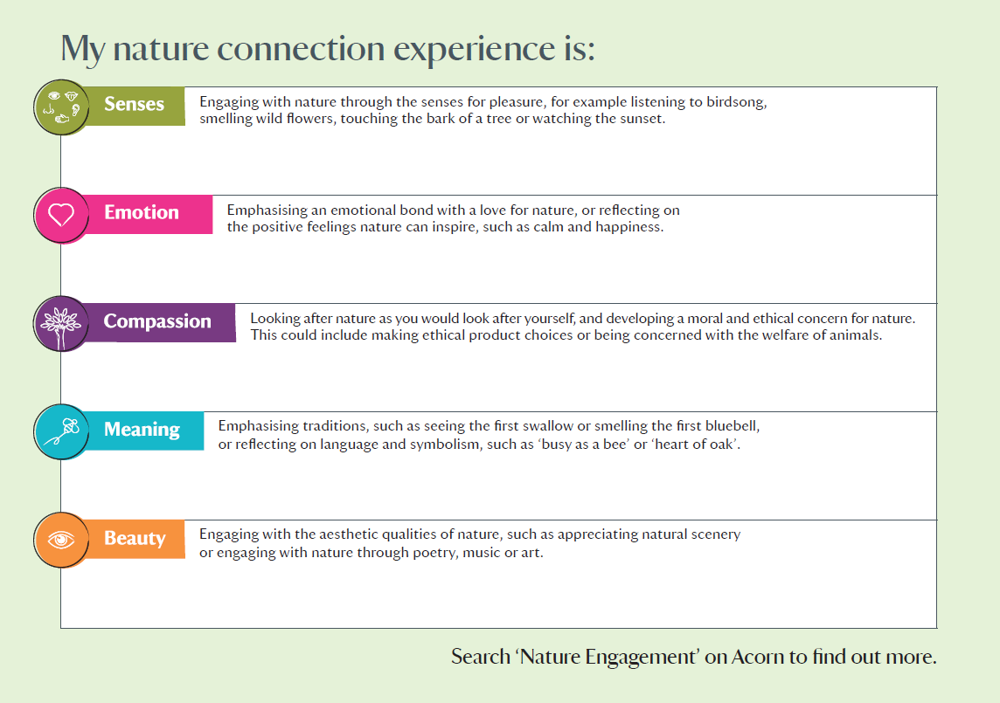 My nature connection experience is:
Senses
Engaging with nature through the senses for pleasure, for example listening to birdsong,
smelling wild flowers, touching the bark of a tree or watching the sunset.
Emotion
Emphasising an emotional bond with a love for nature, or reflecting on
the positive feelings nature can inspire, such as calm and happiness.
Compassion
Looking after nature as you would look after yourself, and developing a moral and ethical concern for nature.
This could include making ethical product choices or being concerned with the welfare of animals.
Meaning
Emphasising traditions, such as seeing the first swallow or smelling the first bluebell,
or reflecting on language and symbolism, such as ‘busy as a bee’ or ‘heart of oak’.
Beauty
Engaging with the aesthetic qualities of nature, such as appreciating natural scenery
or engaging with nature through poetry, music or art.
Search ‘Nature Engagement’ on Acorn to find out more.